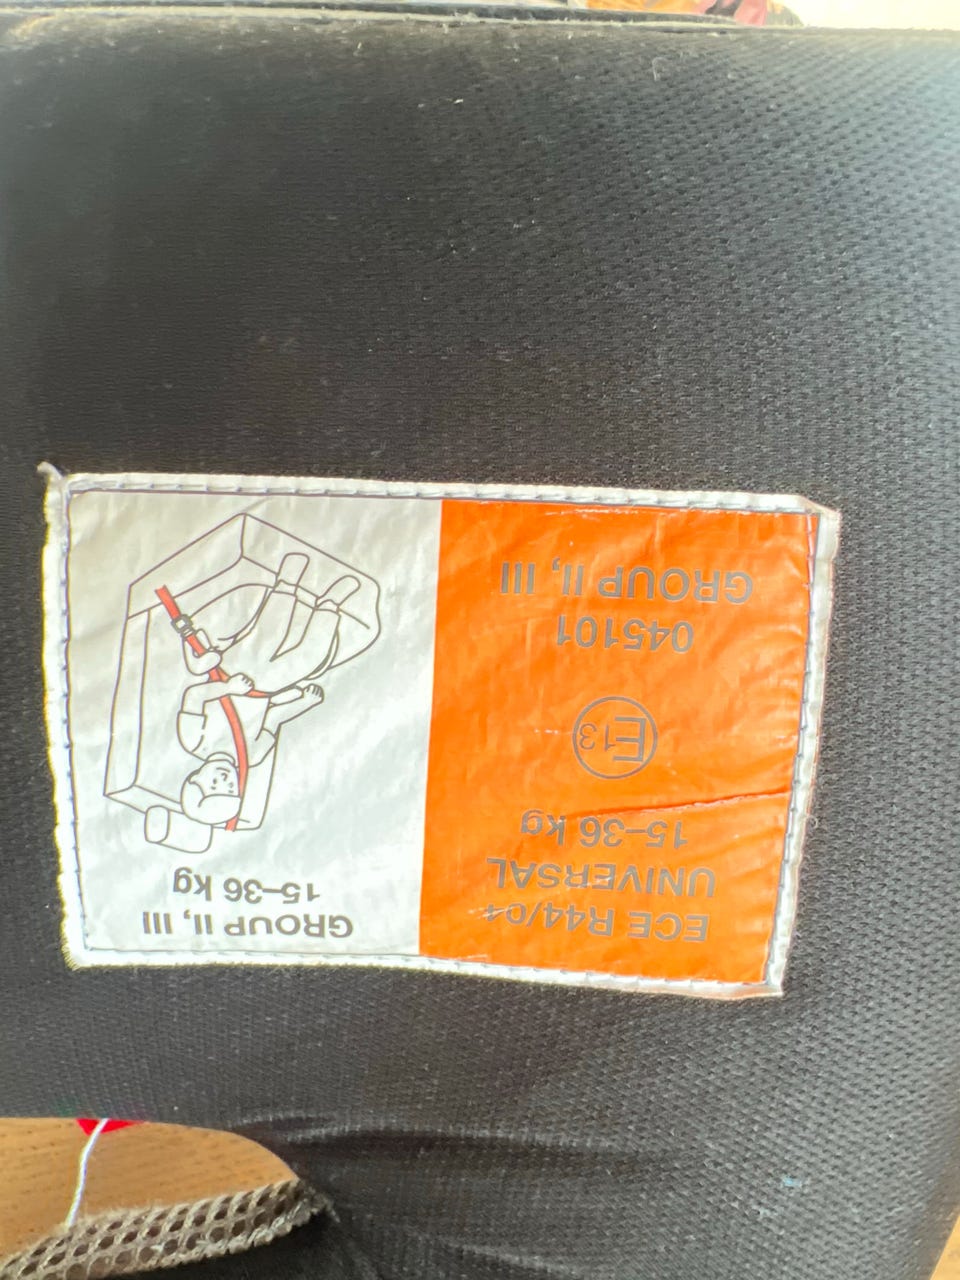 GROUP II, III
15–36 kg
ECE R44/04
UNIVERSAL
15–36 kg
E13
045101
GROUP II, III